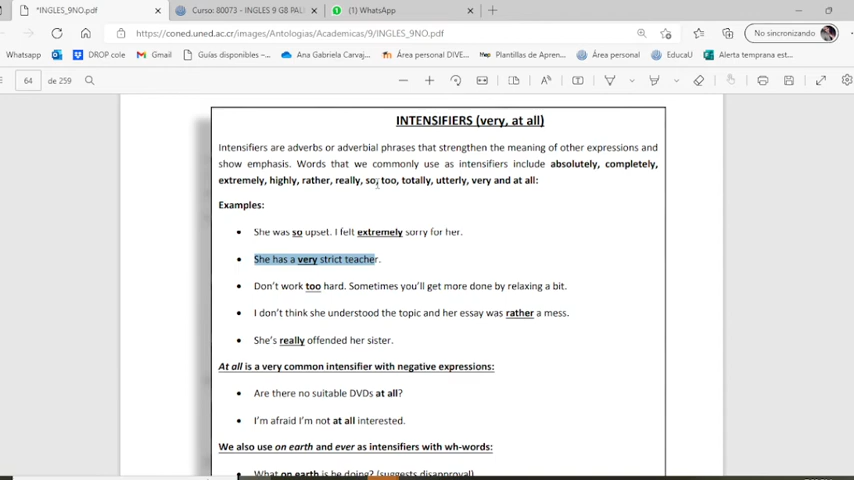 *INGLES_9NO.pdf
Curso: 80073 - INGLES 9 G8 PAL
(1) WhatsApp
https://coned.uned.ac.cr/images/Antologias/Academicas/9/INGLES_9NO.pdf
No sincronizando
Whatsapp
DROP cole
Gmail
Guías disponibles –...
Ana Gabriela Carvaj...
Formación area DIVE...
Plantillas de Aprend...
Área personal
EducaU
Área personal
Alerta temprana est...
64 de 259
INTENSIFIERS (very, at all)
Intensifiers are adverbs or adverbial phrases that strengthen the meaning of other expressions and
show emphasis. Words that we commonly use as intensifiers include absolutely, completely,
extremely, highly, rather, really, so, too, totally, utterly, very and at all:
Examples:
• She was so upset. I felt extremely sorry for her.
• She has a very strict teacher.
• Don't work too hard. Sometimes you'll get more done by relaxing a bit.
• I don't think she understood the topic and her essay was rather a mess.
• She's really offended her sister.
At all is a very common intensifier with negative expressions:
• Are there no suitable DVDs at all?
• I'm afraid I'm not at all interested.
We also use on earth and ever as intensifiers with wh-words:
• What on earth is he doing? (suggests disapproval)